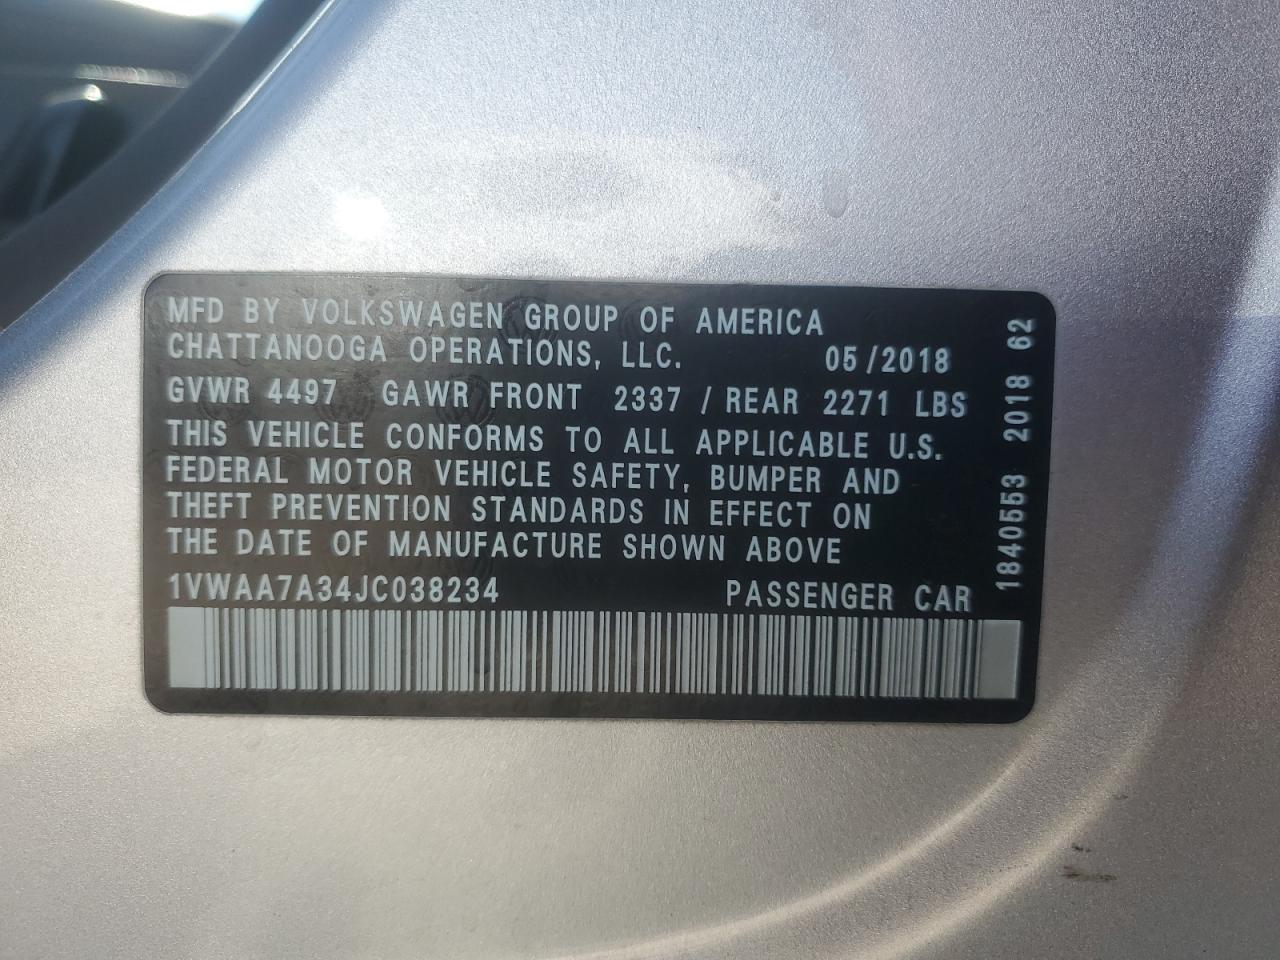 MFD BY VOLKSWAGEN GROUP OF AMERICA
CHATTANOOGA OPERATIONS, LLC. 05/2018
GVWR 4497 GAWR FRONT 2337 / REAR 2271 LBS
THIS VEHICLE CONFORMS TO ALL APPLICABLE U.S.
FEDERAL MOTOR VEHICLE SAFETY, BUMPER AND
THEFT PREVENTION STANDARDS IN EFFECT ON
THE DATE OF MANUFACTURE SHOWN ABOVE
1VWAA7A34JC038234 PASSENGER CAR
1840553 2018 62